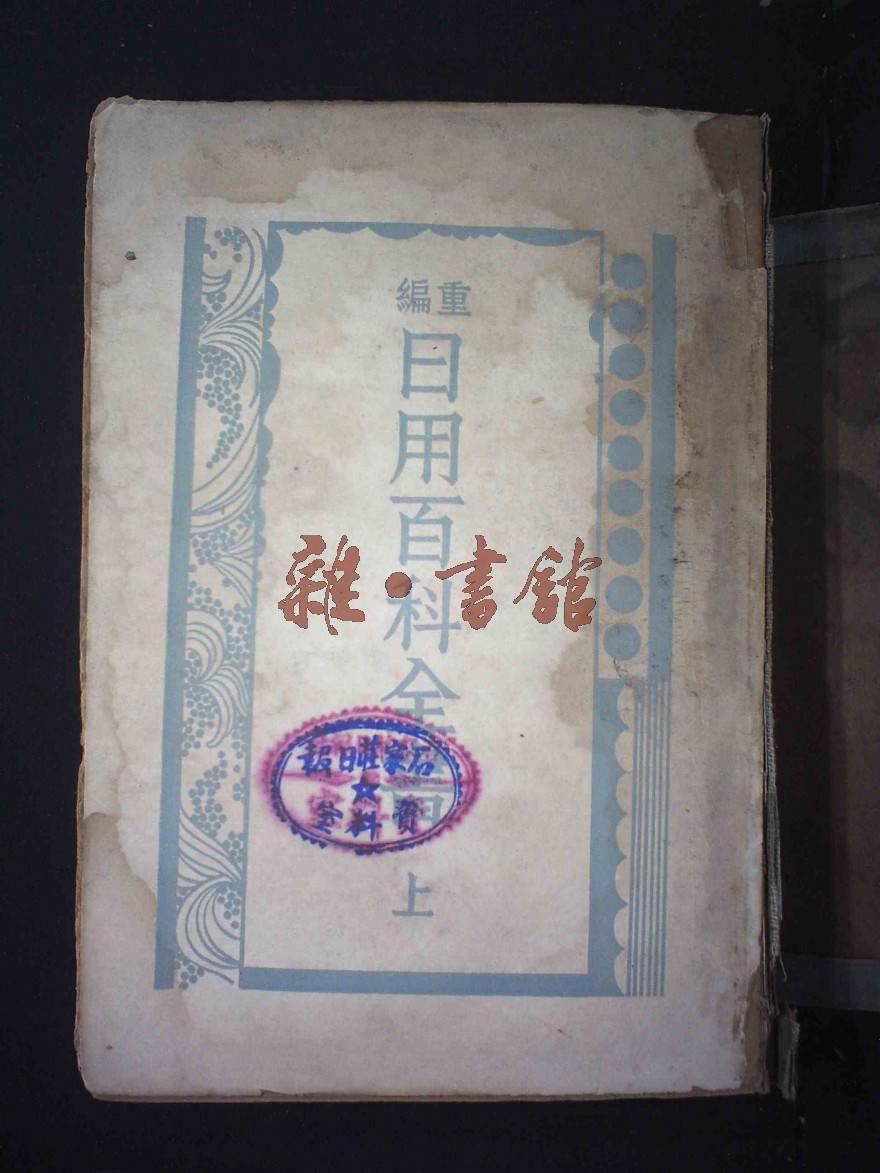 重編
日用百科全書
上
雜·書館
石家莊日報
資料室